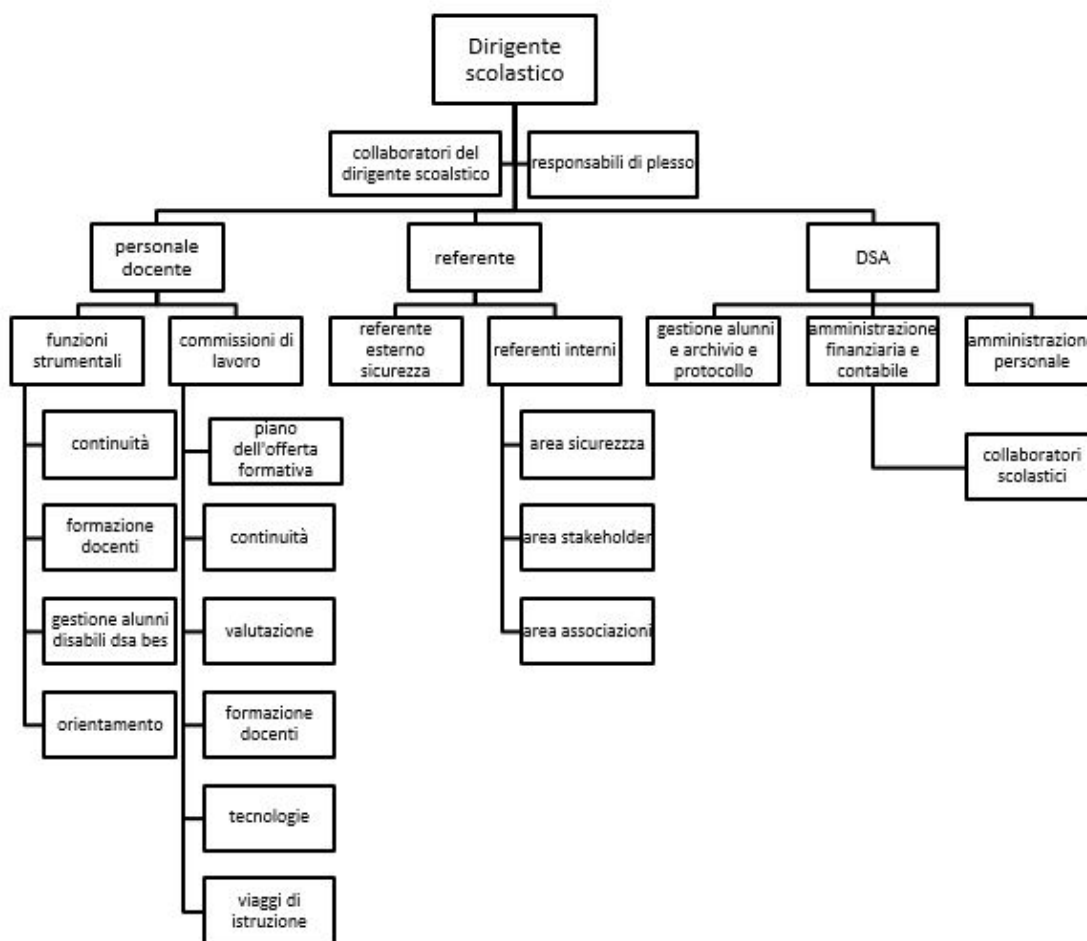 Dirigente
scolastico
collaboratori del
dirigente scoalstico
responsabili di plesso
personale
docente
referente
DSA
funzioni
strumentali
commissioni di
lavoro
referente
esterno
sicurezza
referenti interni
gestione alunni
e archivio e
protocollo
amministrazione
finanziaria e
contabile
amministrazione
personale
continuità
formazione
docenti
gestione alunni
disabili dsa bes
orientamento
piano
dell'offerta
formativa
continuità
valutazione
formazione
docenti
tecnologie
viaggi di
istruzione
area sicurezzza
area stakeholder
area associazioni
collaboratori
scolastici